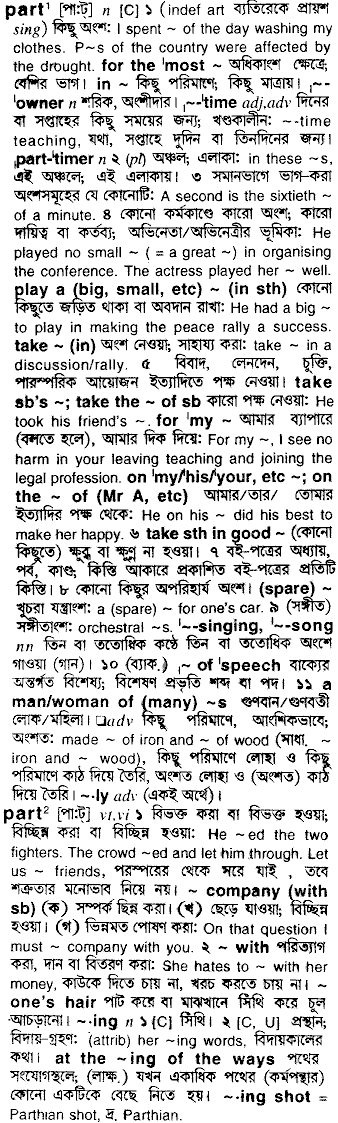 part¹ [পা:ট্] n [C] ১ (indef art ব্যতিরেকে প্রায়শ
sing) কিছু অংশ: I spent ~ of the day washing my
clothes. P~s of the country were affected by
the drought. for the ˈmost ~ অধিকাংশ ক্ষেত্রে;
বেশির ভাগ। in ~ কিছু পরিমাণে; কিছু মাত্রায়। ˌ~-
ˈowner n শরিক, অংশীদার। ˌ~-ˈtime adj,adv দিনের
বা সপ্তাহের কিছু সময়ের জন্য; খণ্ডকালীন: ~-time
teaching, যথা, সপ্তাহে দুদিন বা তিনদিনের জন্য।
ˌpart-ˈtimer n ২ (pl) অঞ্চল; এলাকা: in these ~s,
এই অঞ্চলে; এই এলাকায়। ৩ সমানভাগে ভাগ-করা
অংশসমূহের যে কোনোটি: A second is the sixtieth ~
of a minute. ৪ কোনো কর্মকাণ্ডে কারো অংশ; কারো
দায়িত্ব বা কর্তব্য; অভিনেতা/অভিনেত্রীর ভূমিকা: He
played no small ~ ( = a great ~) in organising
the conference. The actress played her ~ well.
play a (big, small, etc) ~ (in sth) কোনো
কিছুতে জড়িত থাকা বা অবদান রাখা: He had a big ~
to play in making the peace rally a success.
take ~ (in) অংশ নেওয়া; সাহায্য করা: take ~ in a
discussion/rally. ৫ বিবাদ, লেনদেন, চুক্তি,
পারস্পরিক আয়োজন ইত্যাদিতে পক্ষ নেওয়া। take
sb's ~; take the ~ of sb কারো পক্ষ নেওয়া: He
took his friend's ~. for ˈmy ~ আমার ব্যাপারে
(বলতে হলে), আমার দিক দিয়ে: For my ~, I see no
harm in your leaving teaching and joining the
legal profession. on ˈmy/his/ˈyour, etc ~; on
the ~ of (Mr A, etc) আমার/তার/ তোমার
ইত্যাদির পক্ষ থেকে: He on his ~ did his best to
make her happy. ৬ take sth in good ~ (কোনো
কিছুতে) ক্ষুব্ধ বা ক্ষুণ্ন না হওয়া। ৭ বই-পত্রের অধ্যায়,
পর্ব, কাণ্ড; কিস্তি আকারে প্রকাশিত বই-পত্রের প্রতিটি
কিস্তি। ৮ কোনো কিছুর অপরিহার্য অংশ। (spare) ~
খুচরা যন্ত্রাংশ: a (spare) ~ for one's car. ৯ (সঙ্গীত)
সঙ্গীতাংশ: orchestral ~s. ˈ~-singing, ˈ~-song
nn তিন বা ততোধিক কণ্ঠে তিন বা ততোধিক অংশে
গাওয়া (গান)। ১০ (ব্যাক.) ˌ~ of ˈspeech বাক্যের
অন্তর্গত বিশেষ্য; বিশেষণ প্রভৃতি শব্দ বা পদ। ১১ a
man/woman of (many) ~s গুণবান/গুণবতী
লোক/মহিলা। □adv কিছু পরিমাণে, আংশিকভাবে;
অংশত: made ~ of iron and ~ of wood (সাধা. ~
iron and ~ wood), কিছু পরিমাণে লোহা ও কিছু
পরিমাণে কাঠ দিয়ে তৈরি, অংশত লোহা ও (অংশত) কাঠ
দিয়ে তৈরি। ~·ly adv (একই অর্থে)।
part² [পা:ট্] vt,vi ১ বিভক্ত করা বা বিভক্ত হওয়া;
বিচ্ছিন্ন করা বা বিচ্ছিন্ন হওয়া: He ~ed the two
fighters. The crowd ~ed and let him through. Let
us ~ friends, পরস্পরের থেকে সরে যাই , তবে
শত্রুতার মনোভাব নিয়ে নয়। ~ company (with
sb) (ক) সম্পর্ক ছিন্ন করা। (খ) ছেড়ে যাওয়া; বিচ্ছিন্ন
হওয়া। (গ) ভিন্নমত পোষণ করা: On that question I
must ~ company with you. ২ ~ with পরিত্যাগ
করা, দান বা বিতরণ করা: She hates to ~ with her
money, কাউকে দিতে চায় না, খরচ করতে চায় না। ~
one's hair পাট করে বা মাঝখানে সিঁথি করে চুল
আচড়ানো। ~·ing n ১ [C] সিঁথি। ২ [C, U] প্রস্থান;
বিদায়-গ্রহণ: (attrib) her ~ing words, বিদায়কালের
কথা। at the ~ing of the ways পথের
সংযোগস্থলে; (লাক্ষ.) যখন একাধিক পথের (কর্মপন্থার)
কোনো একটিকে বেছে নিতে হয়। ~·ing shot =
Parthian shot, দ্র. Parthian.